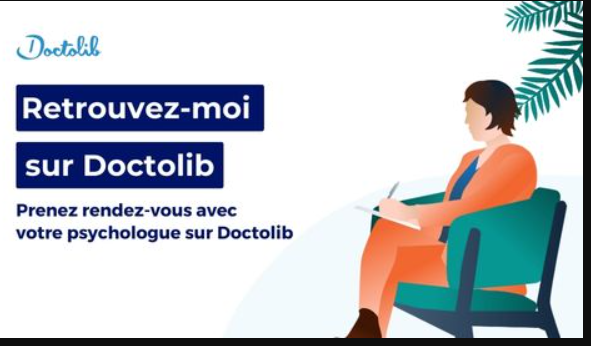 Doctolib
Retrouvez-moi
sur Doctolib
Prenez rendez-vous avec
votre psychologue sur Doctolib